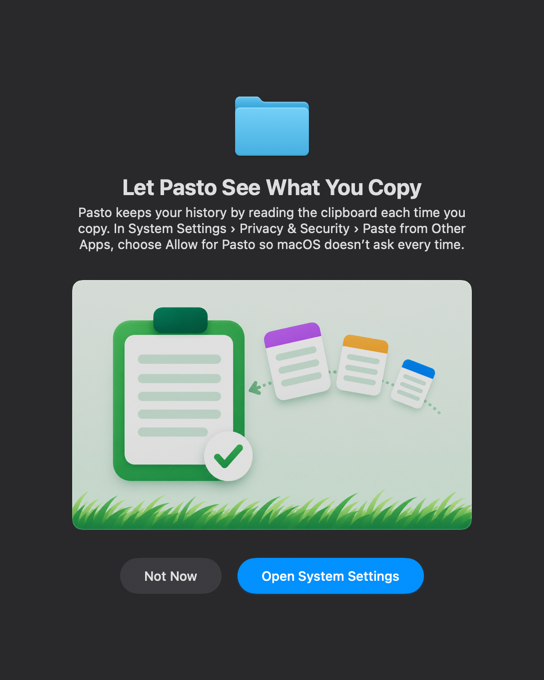 Let Pasto See What You Copy
Pasto keeps your history by reading the clipboard each time you
copy. In System Settings › Privacy & Security › Paste from Other
Apps, choose Allow for Pasto so macOS doesn’t ask every time.
Not Now
Open System Settings